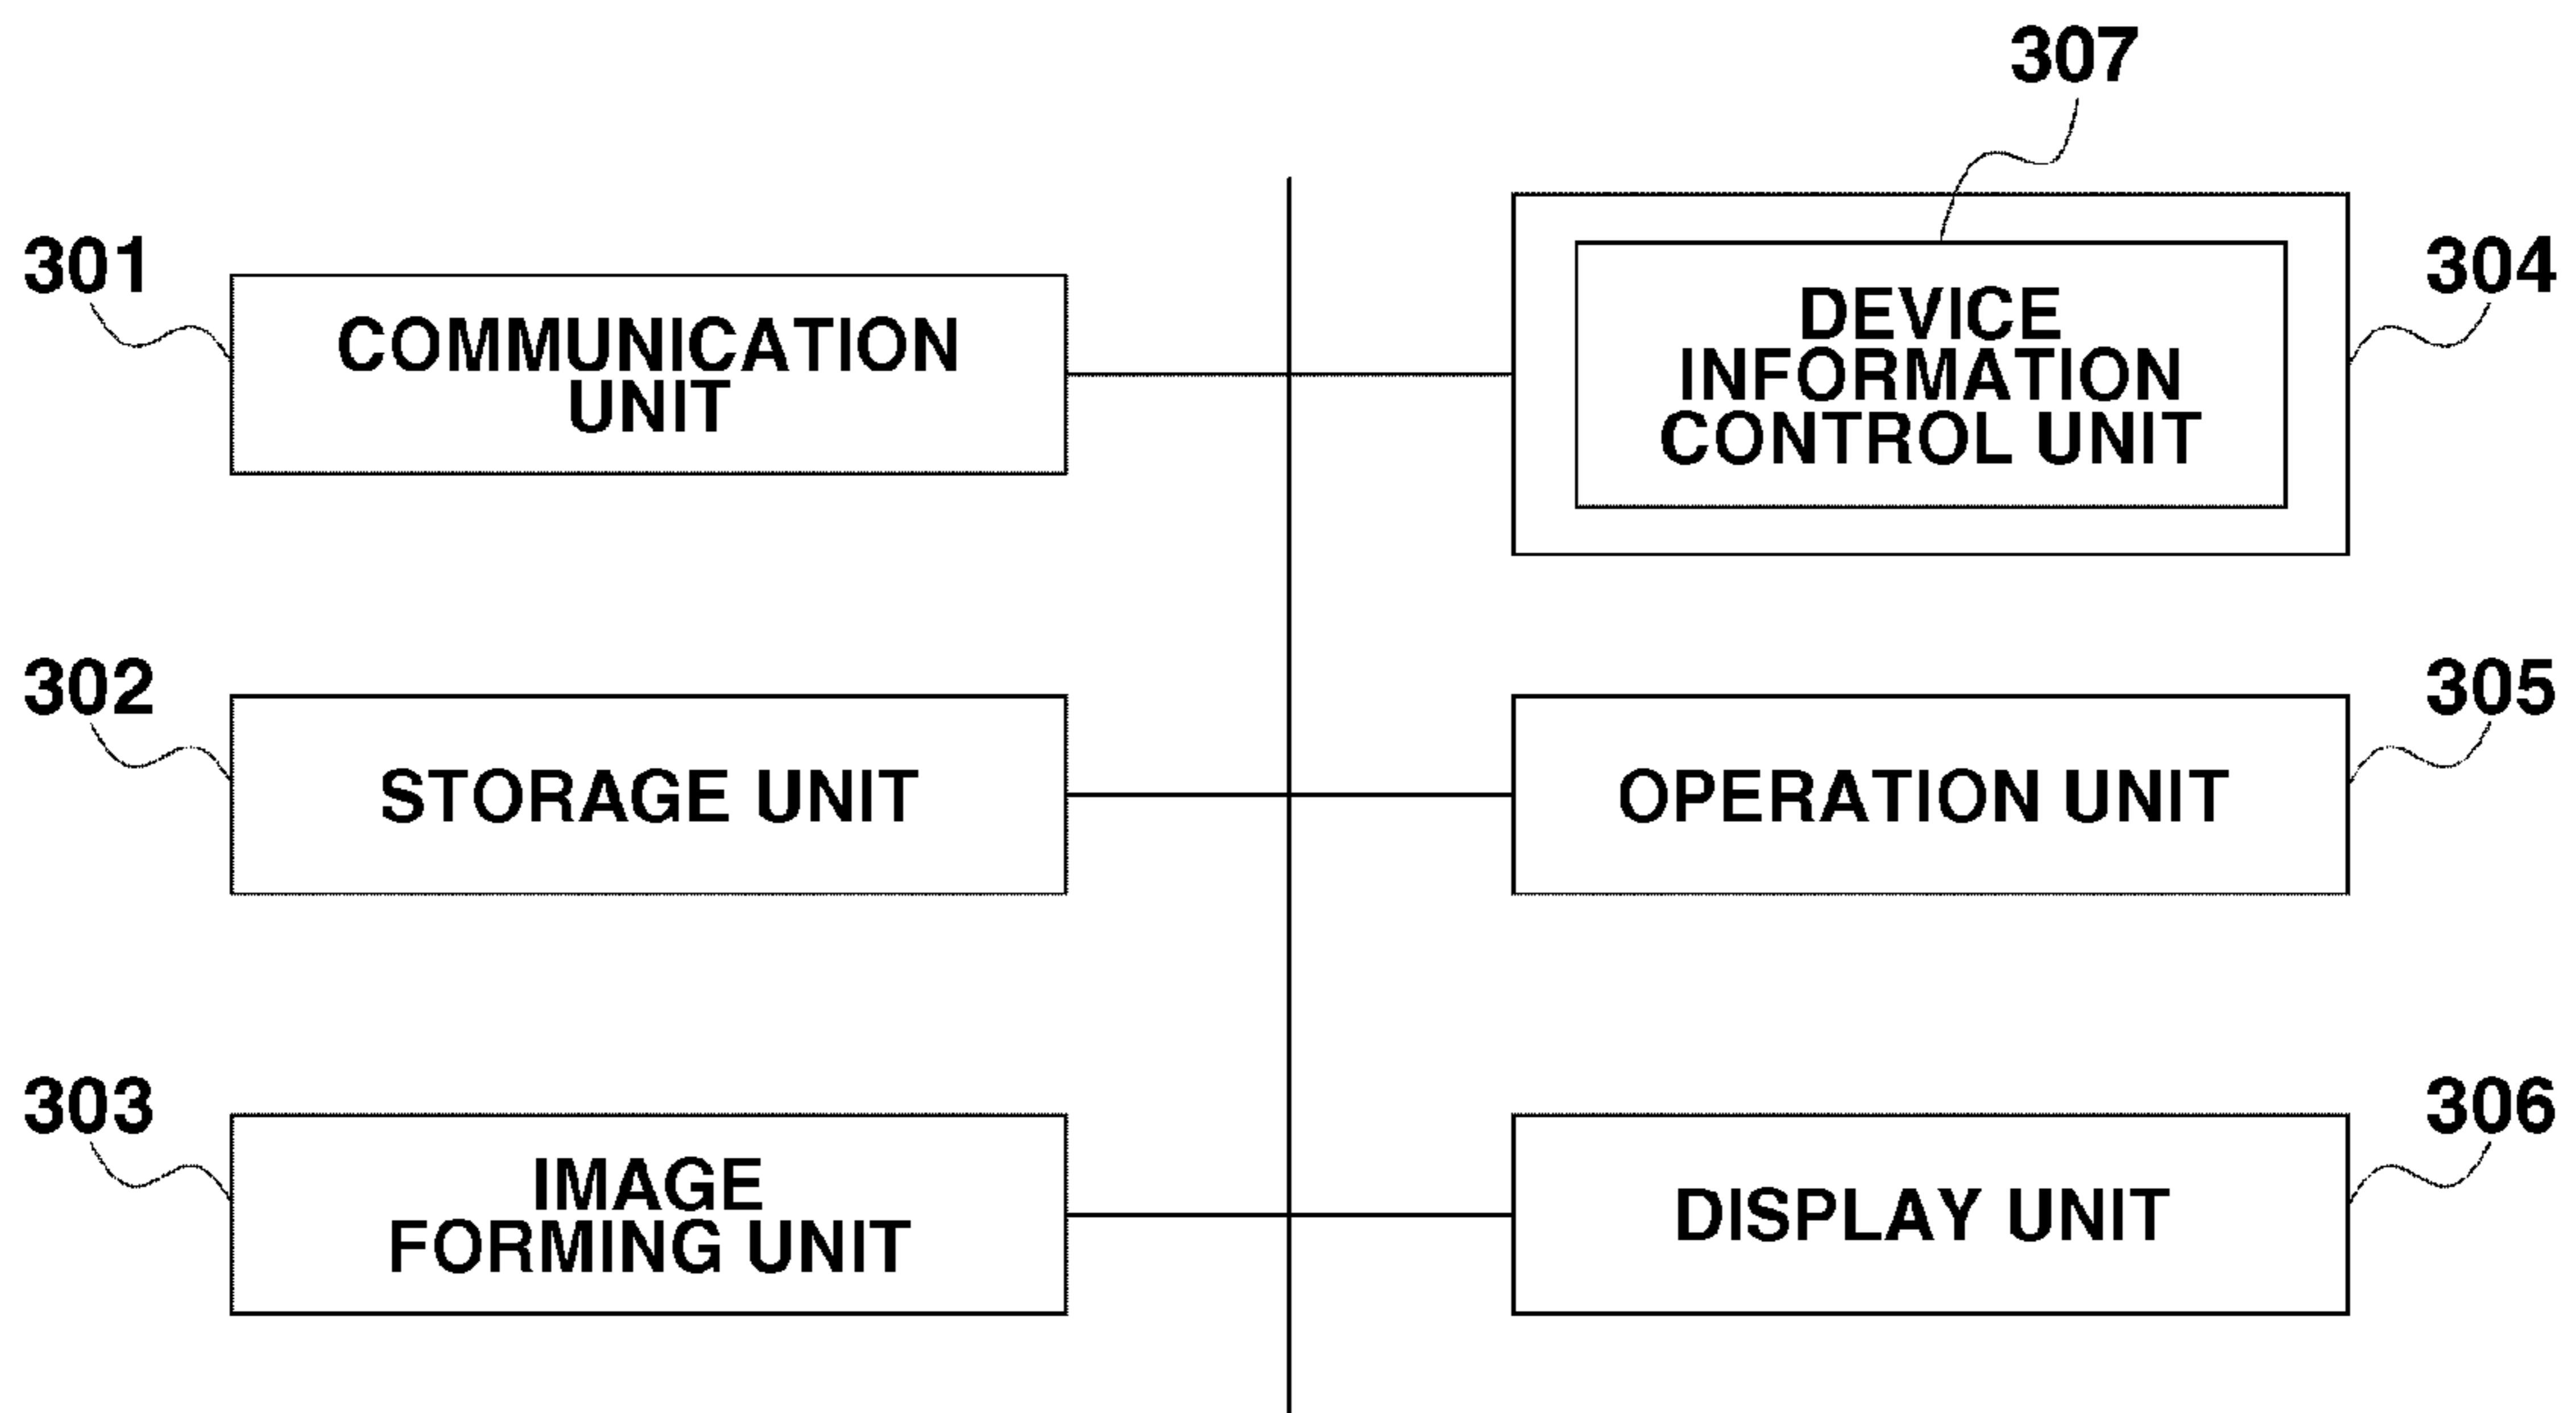 307
301
COMMUNICATION
UNIT
DEVICE
INFORMATION
CONTROL UNIT
304
302
STORAGE UNIT
OPERATION UNIT
305
303
IMAGE
FORMING UNIT
DISPLAY UNIT
306